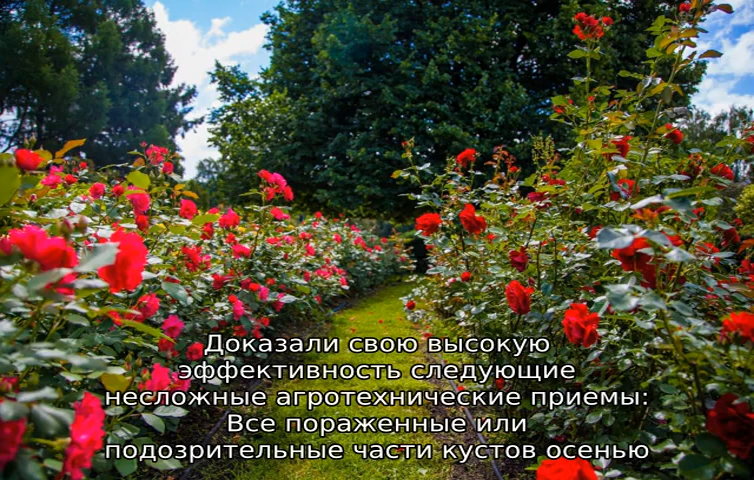 Доказали свою высокую
эффективность следующие
несложные агротехнические приемы:
Все пораженные или
подозрительные части кустов осенью